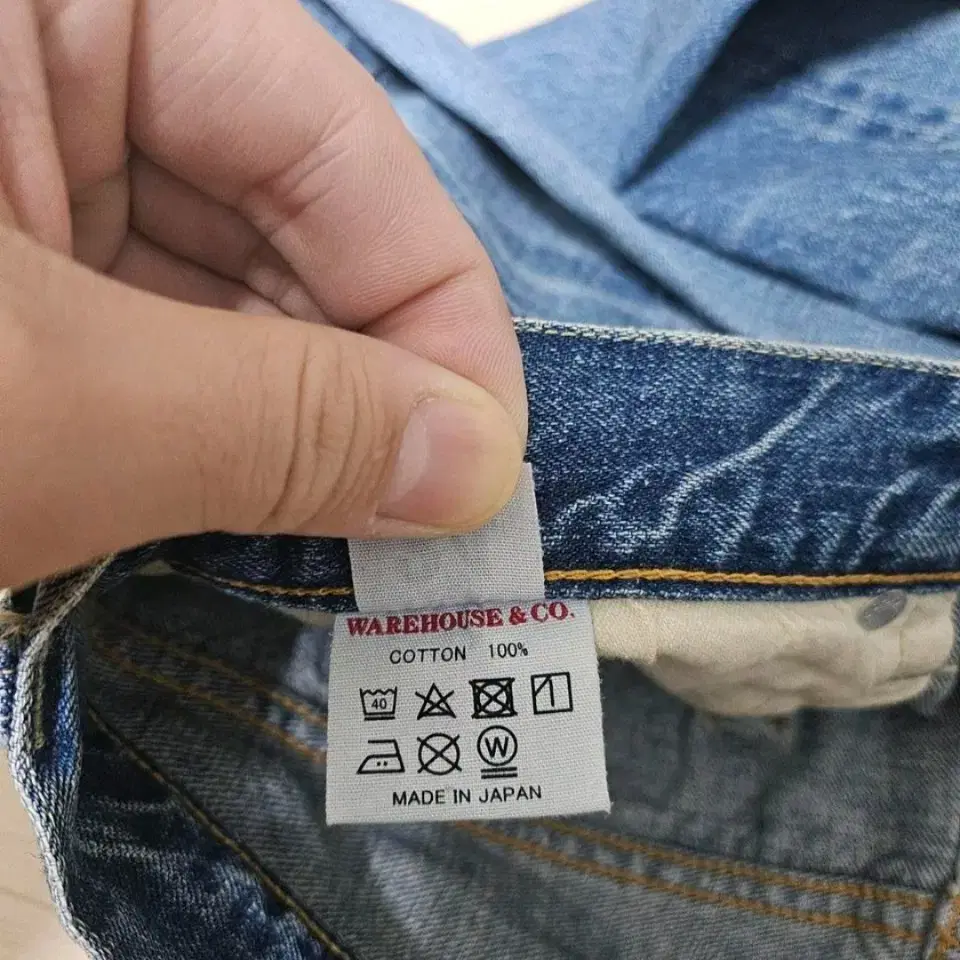 WAREHOUSE & CO.
COTTON 100%
40
W
MADE IN JAPAN